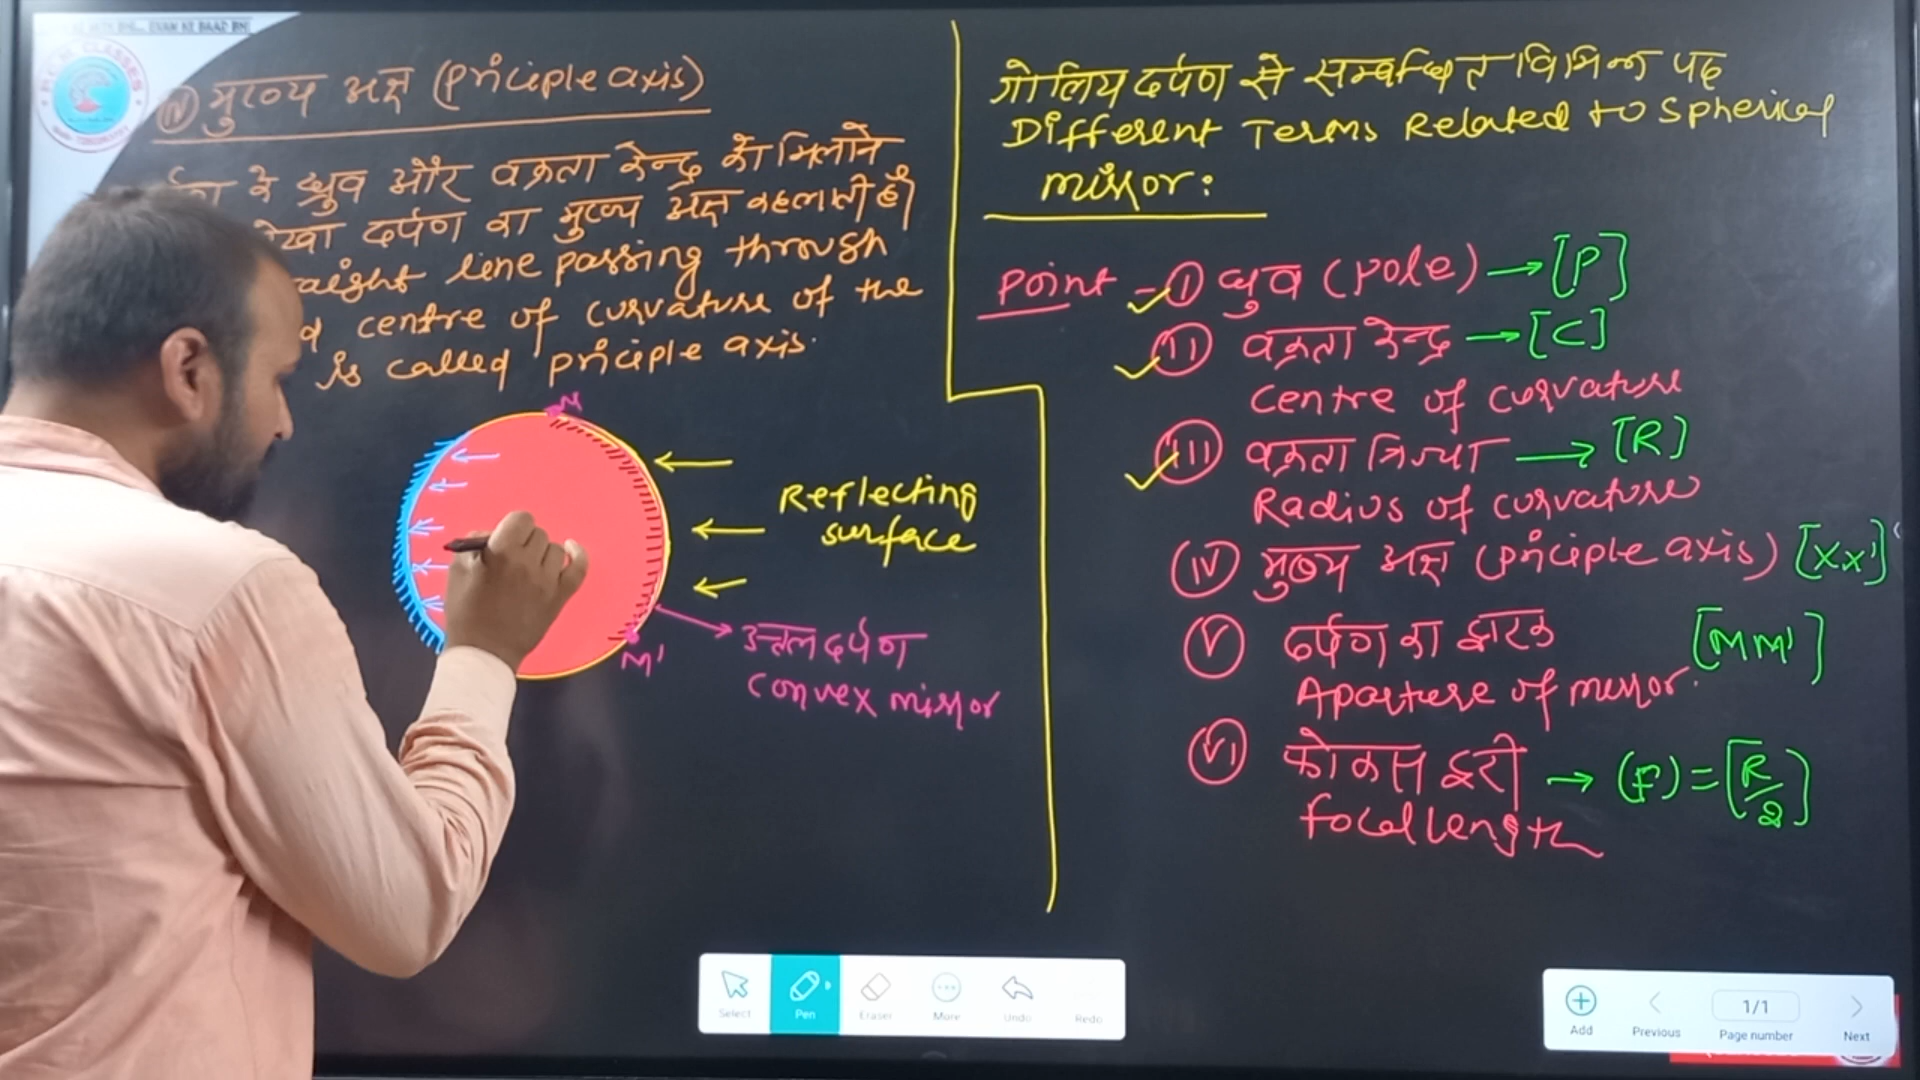 IV मुख्य अक्ष (Principle axis)
के ध्रुव और वक्रता केन्द्र को मिलाने
रेखा दर्पण का मुख्य अक्ष कहलाती है।
aight line passing through
centre of curvature of the
is called principle axis.
M
Reflecting
surface
M'
उत्तल दर्पण
Convex mirror
गोलिय दर्पण से सम्बन्धित विभिन्न पद
Different Terms Related to Spherical
mirror:
Point - I ध्रुव (Pole) → [P]
II वक्रता केन्द्र → [C]
Centre of curvature
III वक्रता त्रिज्या → [R]
Radius of curvature
IV मुख्य अक्ष (Principle axis) [XX']
V दर्पण का द्वारक [MM']
Aparture of mirror.
VI फोकस दूरी → (F) = [R/2]
focal length
Select
Pen
Eraser
More
Undo
Redo
Add
Previous
1/1
Page number
Next